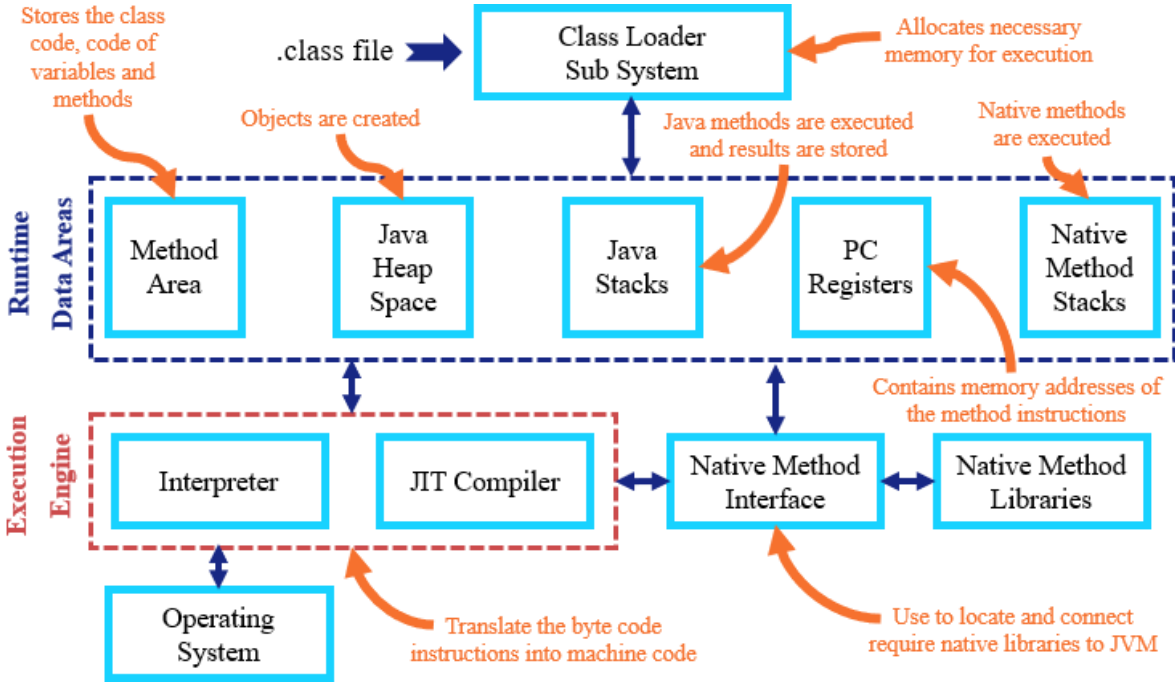 Stores the class
code, code of
variables and
methods
.class file
Class Loader
Sub System
Allocates necessary
memory for execution
Objects are created
Java methods are executed
and results are stored
Native methods
are executed
Runtime
Data Areas
Method
Area
Java
Heap
Space
Java
Stacks
PC
Registers
Native
Method
Stacks
Contains memory addresses of
the method instructions
Execution
Engine
Interpreter
JIT Compiler
Native Method
Interface
Native Method
Libraries
Operating
System
Translate the byte code
instructions into machine code
Use to locate and connect
require native libraries to JVM